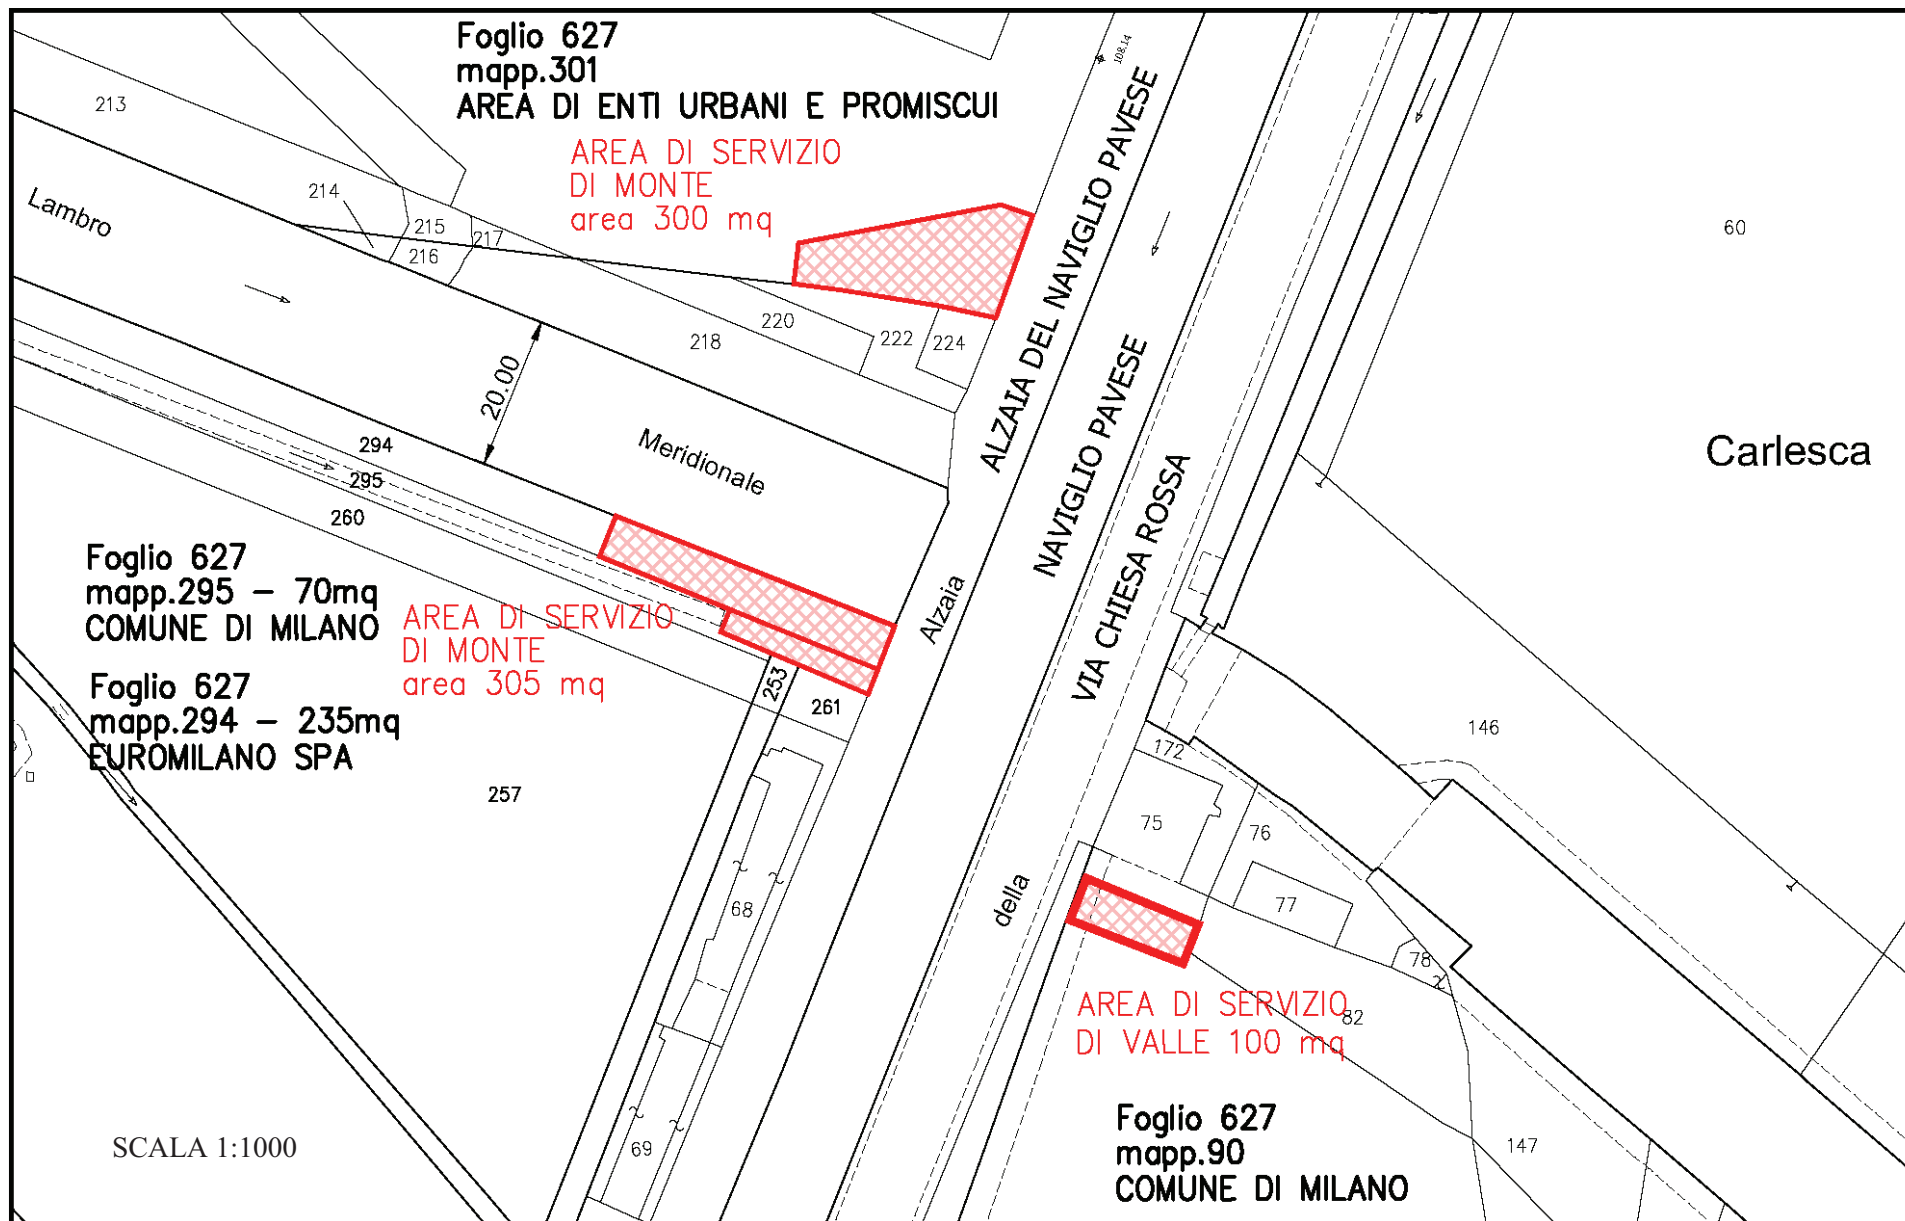 Foglio 627
mapp.301
AREA DI ENTI URBANI E PROMISCUI
AREA DI SERVIZIO
DI MONTE
area 300 mq
108.14
213
214
215
217
216
Lambro
60
220
222
224
218
20.00
Meridionale
ALZAIA DEL NAVIGLIO PAVESE
NAVIGLIO PAVESE
VIA CHIESA ROSSA
Carlesca
294
295
260
Foglio 627
mapp.295 – 70mq
COMUNE DI MILANO
AREA DI SERVIZIO
DI MONTE
area 305 mq
Foglio 627
mapp.294 – 235mq
EUROMILANO SPA
Alzaia
253
261
257
146
172
75
76
77
78
68
della
AREA DI SERVIZIO
DI VALLE 100 mq
82
Foglio 627
mapp.90
COMUNE DI MILANO
147
69
SCALA 1:1000